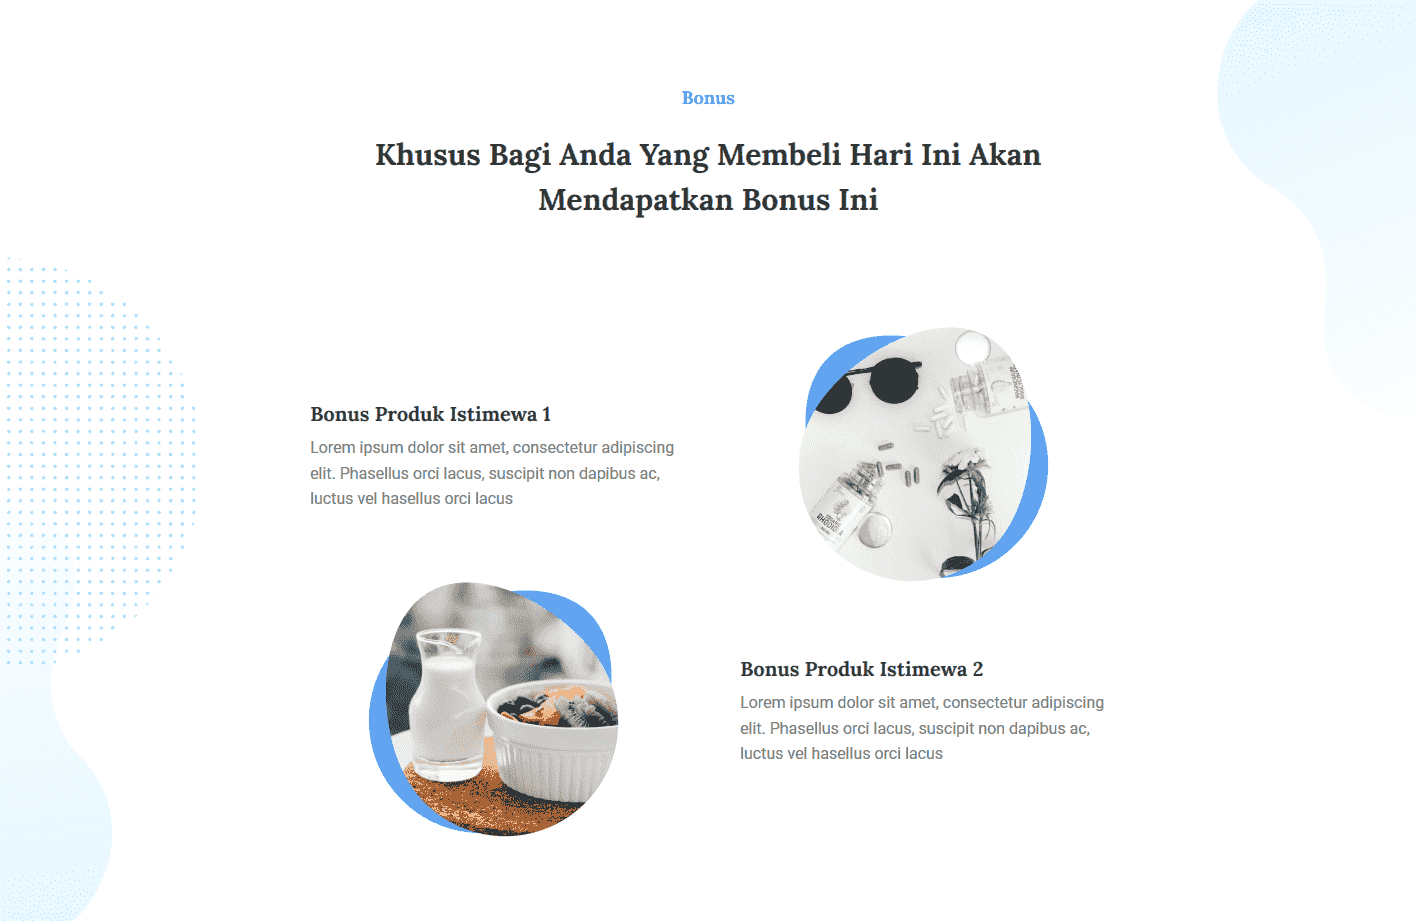 Bonus
Khusus Bagi Anda Yang Membeli Hari Ini Akan
Mendapatkan Bonus Ini
Bonus Produk Istimewa 1
Lorem ipsum dolor sit amet, consectetur adipiscing
elit. Phasellus orci lacus, suscipit non dapibus ac,
luctus vel hasellus orci lacus
RHODIOLA
Bonus Produk Istimewa 2
Lorem ipsum dolor sit amet, consectetur adipiscing
elit. Phasellus orci lacus, suscipit non dapibus ac,
luctus vel hasellus orci lacus